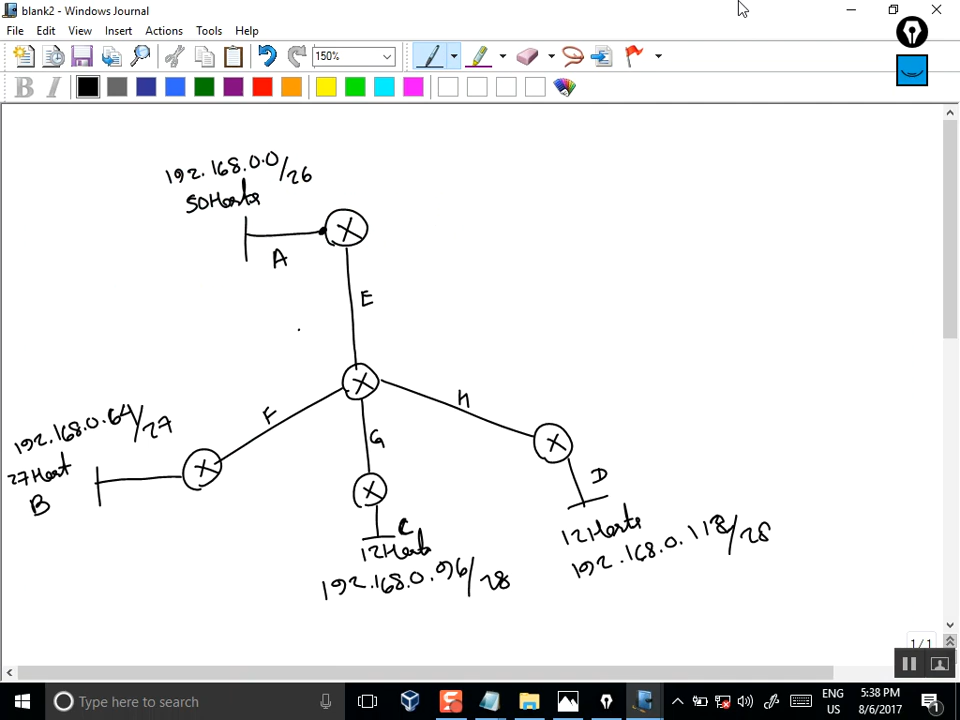 blank2 - Windows Journal
File Edit View Insert Actions Tools Help
150%
B I
192.168.0.0/26
50Hosts
A
E
F
H
G
192.168.0.64/27
27Host
B
D
C
12Hosts
12Hosts
192.168.0.96/28
192.168.0.112/28
1/1
Type here to search
ENG
US
5:38 PM
8/6/2017
1